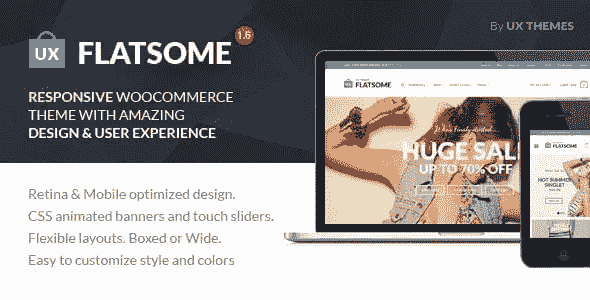 By UX THEMES
UX FLATSOME 1.6
RESPONSIVE WOOCOMMERCE
THEME WITH AMAZING
DESIGN & USER EXPERIENCE
Retina & Mobile optimized design.
CSS animated banners and touch sliders.
Flexible layouts. Boxed or Wide.
Easy to customize style and colors
FLATSOME
HUGE SAL
UP TO 70% OFF
HOT SUMMER
SINGLET